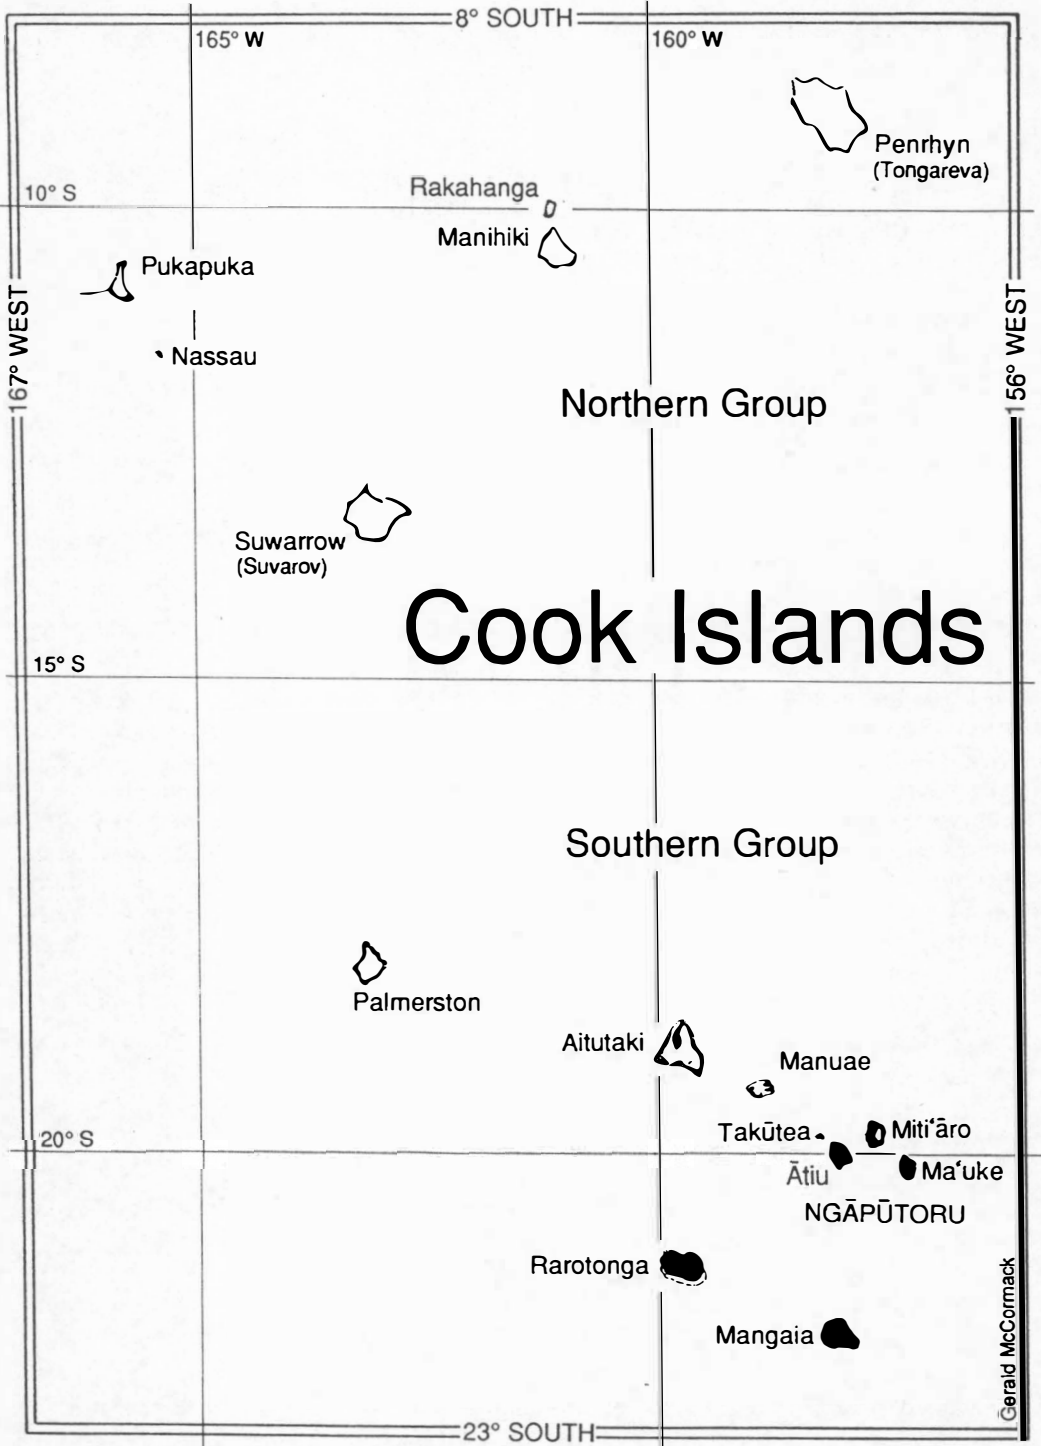 8° SOUTH
165° W
160° W
Penrhyn
(Tongareva)
10° S
Rakahanga
Manihiki
Pukapuka
167° WEST
156° WEST
Nassau
Northern Group
Suwarrow
(Suvarov)
Cook Islands
15° S
Southern Group
Palmerston
Aitutaki
Manuae
Takūtea
Miti‘āro
20° S
Ātiu
Ma‘uke
NGĀPŪTORU
Rarotonga
Mangaia
Gerald McCormack
23° SOUTH